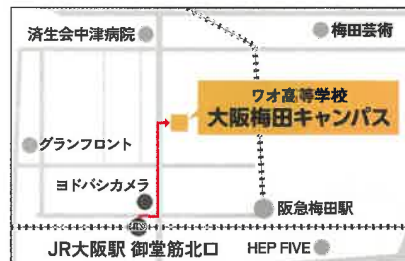 済生会中津病院
梅田芸術
ワオ高等学校
大阪梅田キャンパス
グランフロント
ヨドバシカメラ
阪急梅田駅
JR大阪駅 御堂筋北口
HEP FIVE